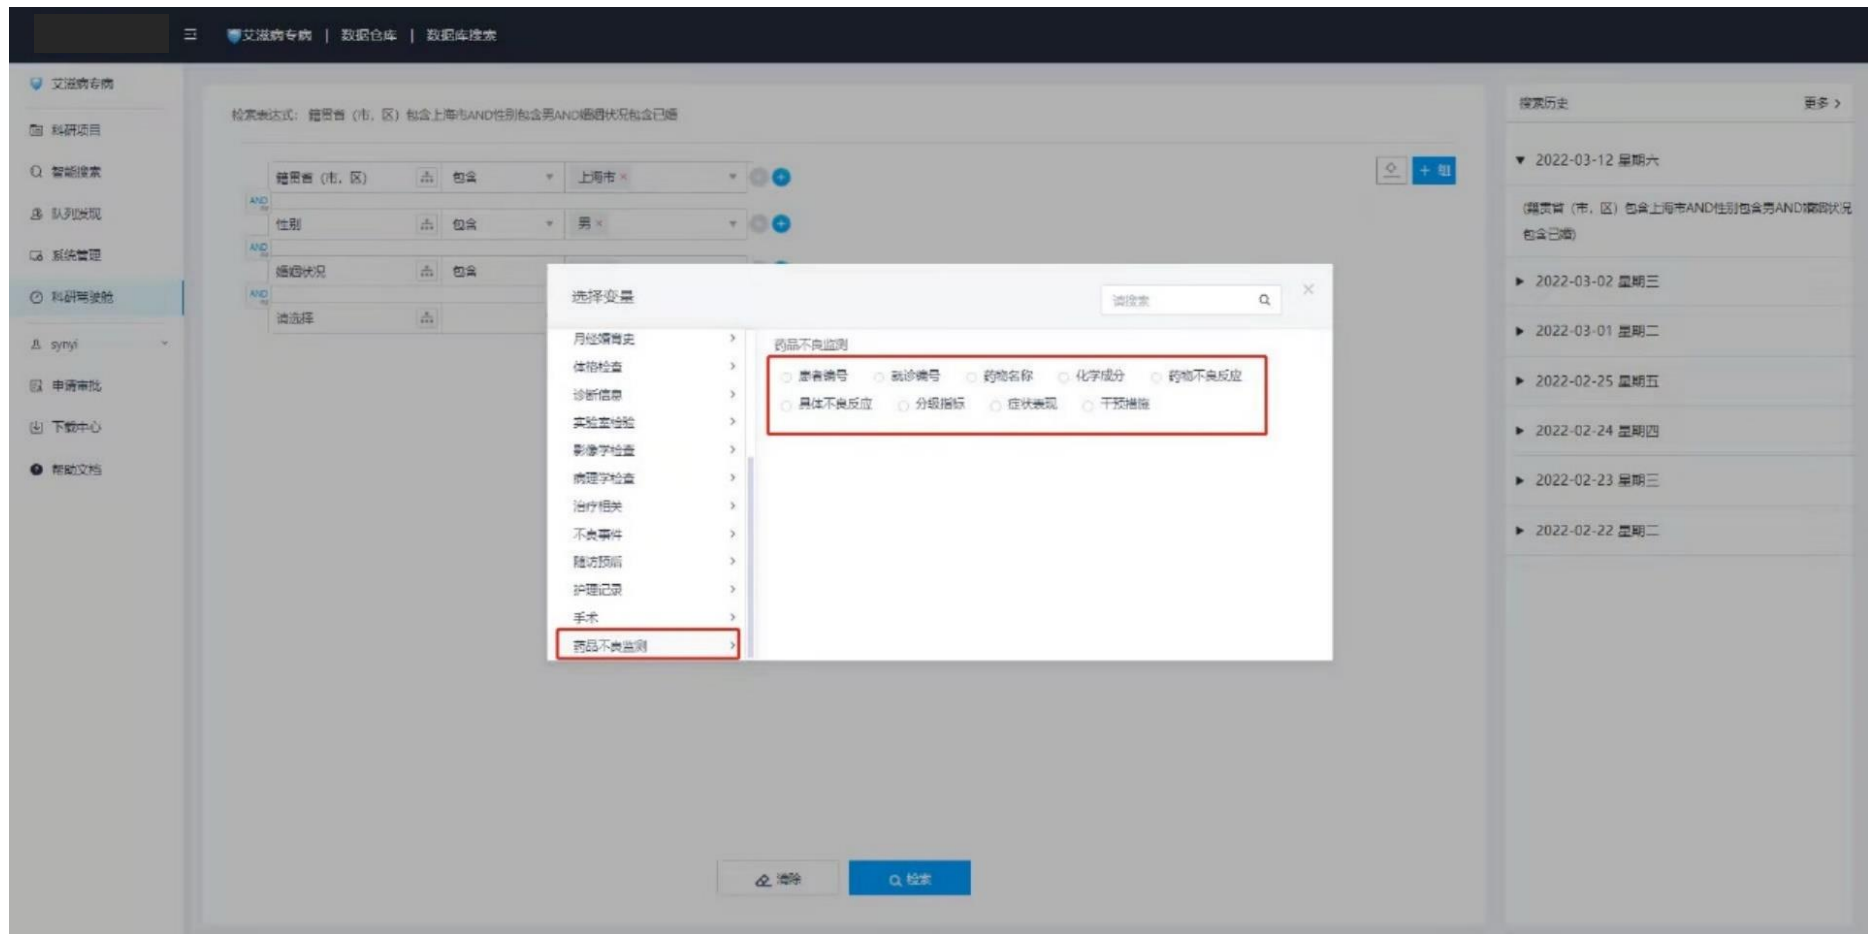 艾滋病专病 | 数据仓库 | 数据库搜索
艾滋病专病
科研项目
智能搜索
队列发现
系统管理
科研驾驶舱
synyi
申请审批
下载中心
帮助文档
检索表达式: 籍贯省 (市, 区) 包含上海市AND性别包含男AND婚姻状况包含已婚
籍贯省 (市, 区) 包含 上海市 ×
+ 组
AND
性别 包含 男 ×
AND
婚姻状况 包含
AND
请选择
选择变量
请搜索
月经婚育史
体格检查
诊断信息
实验室检验
影像学检查
病理学检查
治疗相关
不良事件
随访预后
护理记录
手术
药品不良监测
药品不良监测
患者编号 就诊编号 药物名称 化学成分 药物不良反应
具体不良反应 分级指标 症状表现 干预措施
清除
检索
搜索历史 更多 >
2022-03-12 星期六
(籍贯省 (市, 区) 包含上海市AND性别包含男AND婚姻状况
包含已婚)
2022-03-02 星期三
2022-03-01 星期二
2022-02-25 星期五
2022-02-24 星期四
2022-02-23 星期三
2022-02-22 星期二